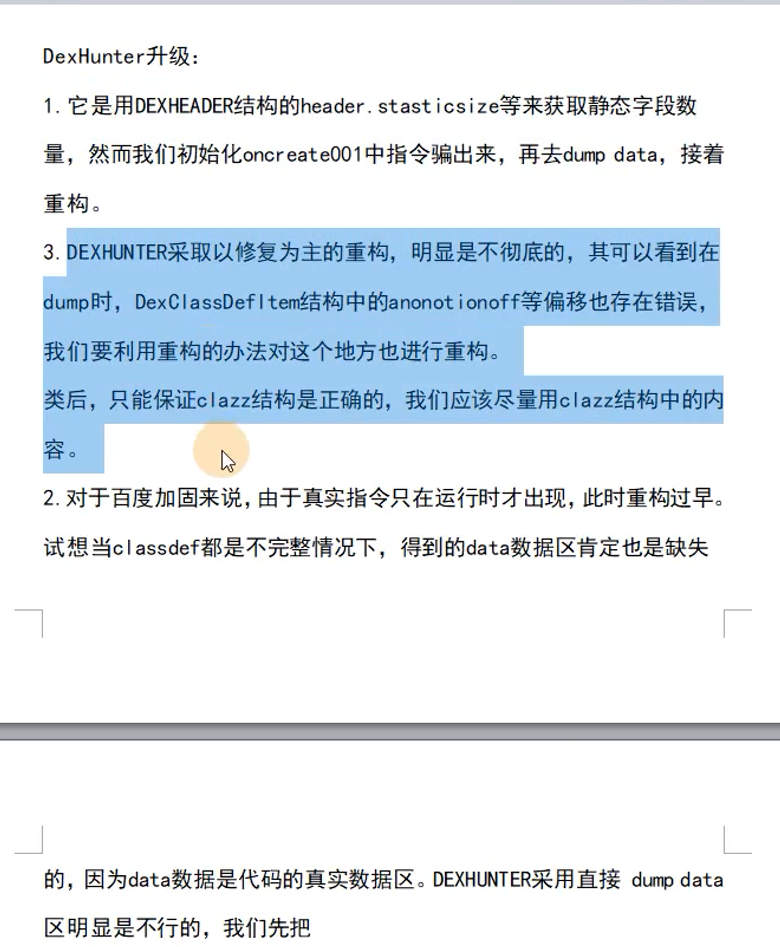 DexHunter升级：
1.它是用DEXHEADER结构的header.stasticsize等来获取静态字段数
量，然而我们初始化oncreate001中指令骗出来，再去dump data，接着
重构。
3.DEXHUNTER采取以修复为主的重构，明显是不彻底的，其可以看到在
dump时，DexClassDefItem结构中的anonotionoff等偏移也存在错误，
我们要利用重构的办法对这个地方也进行重构。
类后，只能保证clazz结构是正确的，我们应该尽量用clazz结构中的内
容。
2.对于百度加固来说，由于真实指令只在运行时才出现，此时重构过早。
试想当classdef都是不完整情况下，得到的data数据区肯定也是缺失
的，因为data数据是代码的真实数据区。DEXHUNTER采用直接 dump data
区明显是不行的，我们先把